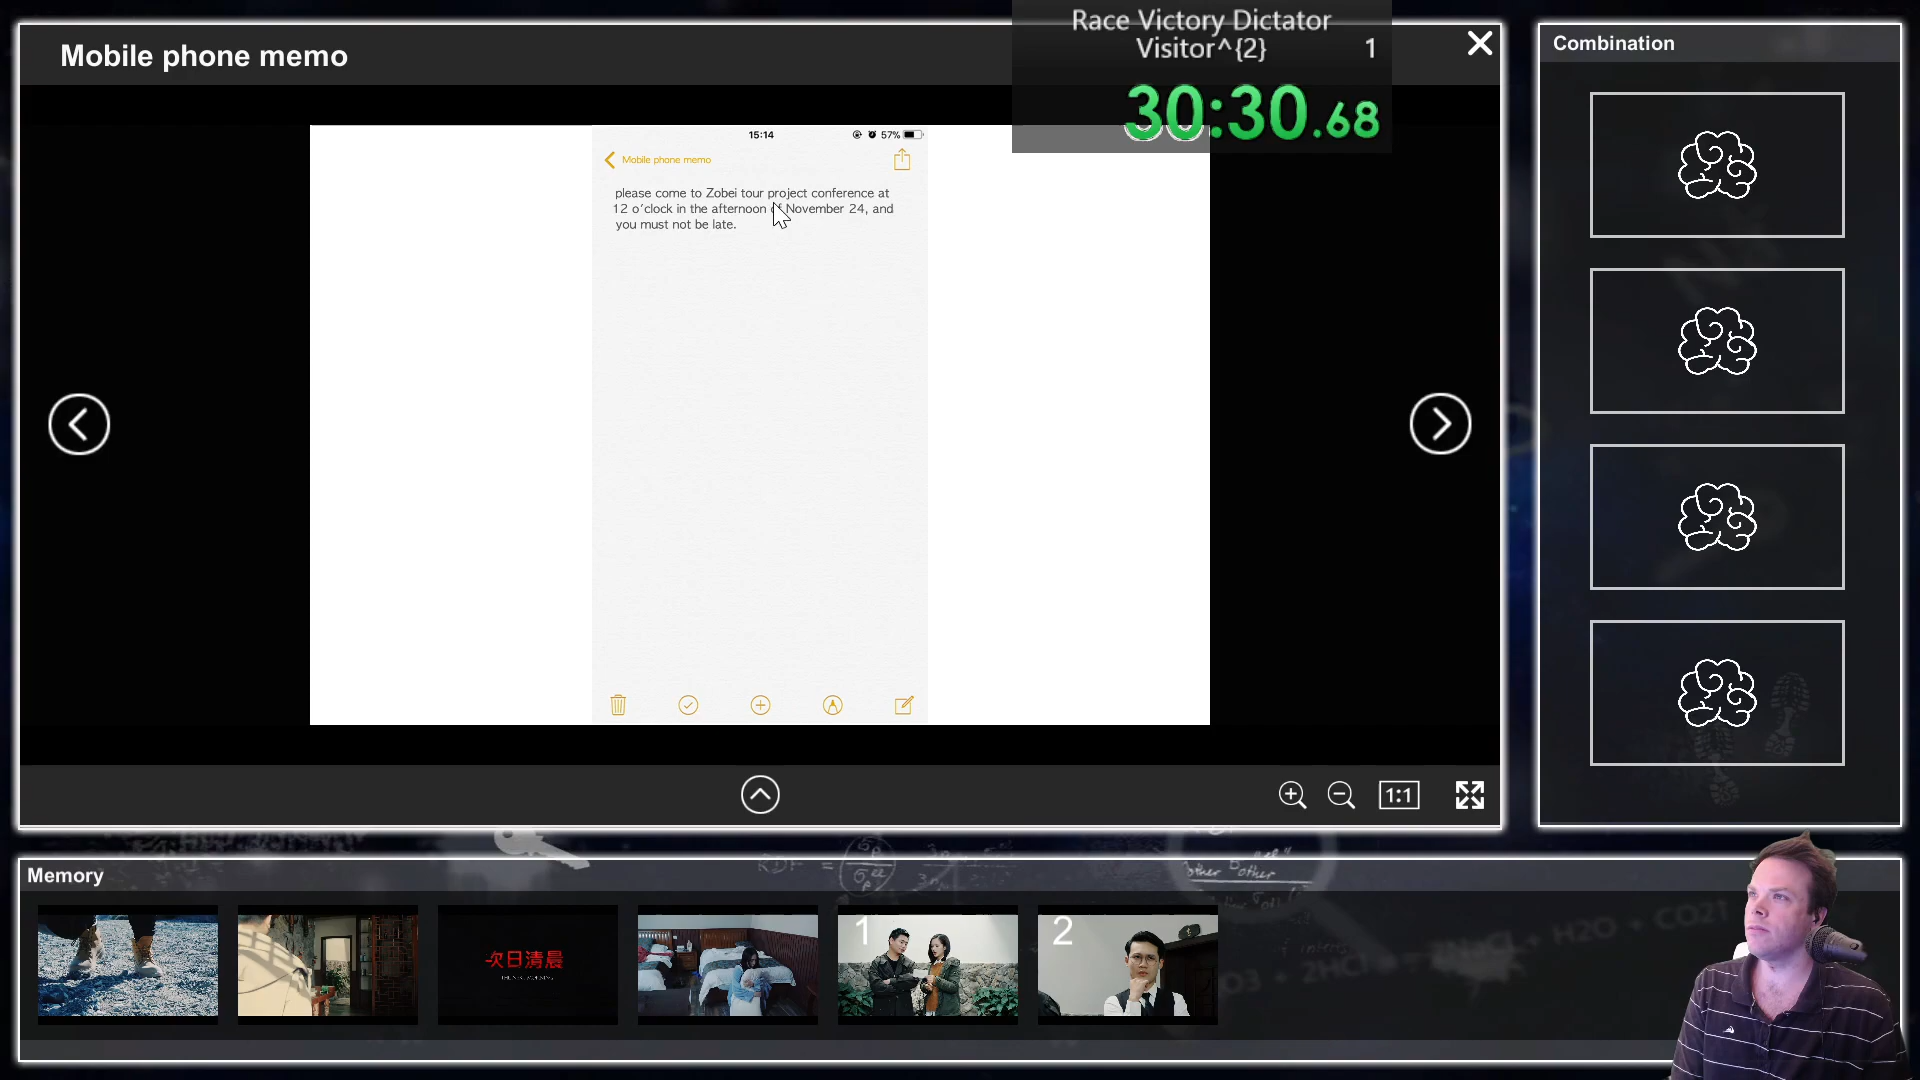 Mobile phone memo
Race Victory Dictator
Visitor^{2} 1
30:30.68
Combination
15:14
57%
Mobile phone memo
please come to Zobei tour project conference at
12 o'clock in the afternoon of November 24, and
you must not be late.
1:1
Memory
次日清晨
1
2